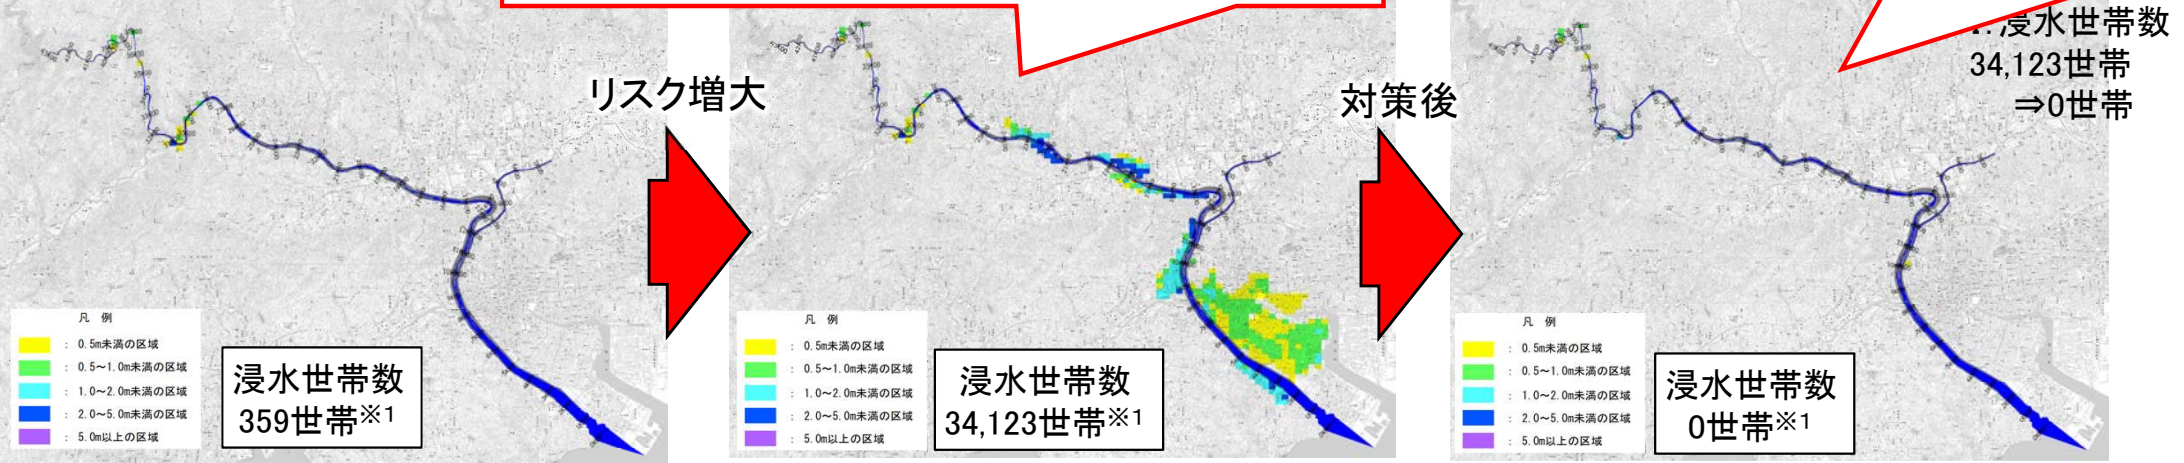 リスク増大
対策後
浸水世帯数
34,123世帯
⇒0世帯
凡 例
: 0.5m未満の区域
: 0.5~1.0m未満の区域
: 1.0~2.0m未満の区域
: 2.0~5.0m未満の区域
: 5.0m以上の区域
浸水世帯数
359世帯※1
凡 例
: 0.5m未満の区域
: 0.5~1.0m未満の区域
: 1.0~2.0m未満の区域
: 2.0~5.0m未満の区域
: 5.0m以上の区域
浸水世帯数
34,123世帯※1
凡 例
: 0.5m未満の区域
: 0.5~1.0m未満の区域
: 1.0~2.0m未満の区域
: 2.0~5.0m未満の区域
: 5.0m以上の区域
浸水世帯数
0世帯※1